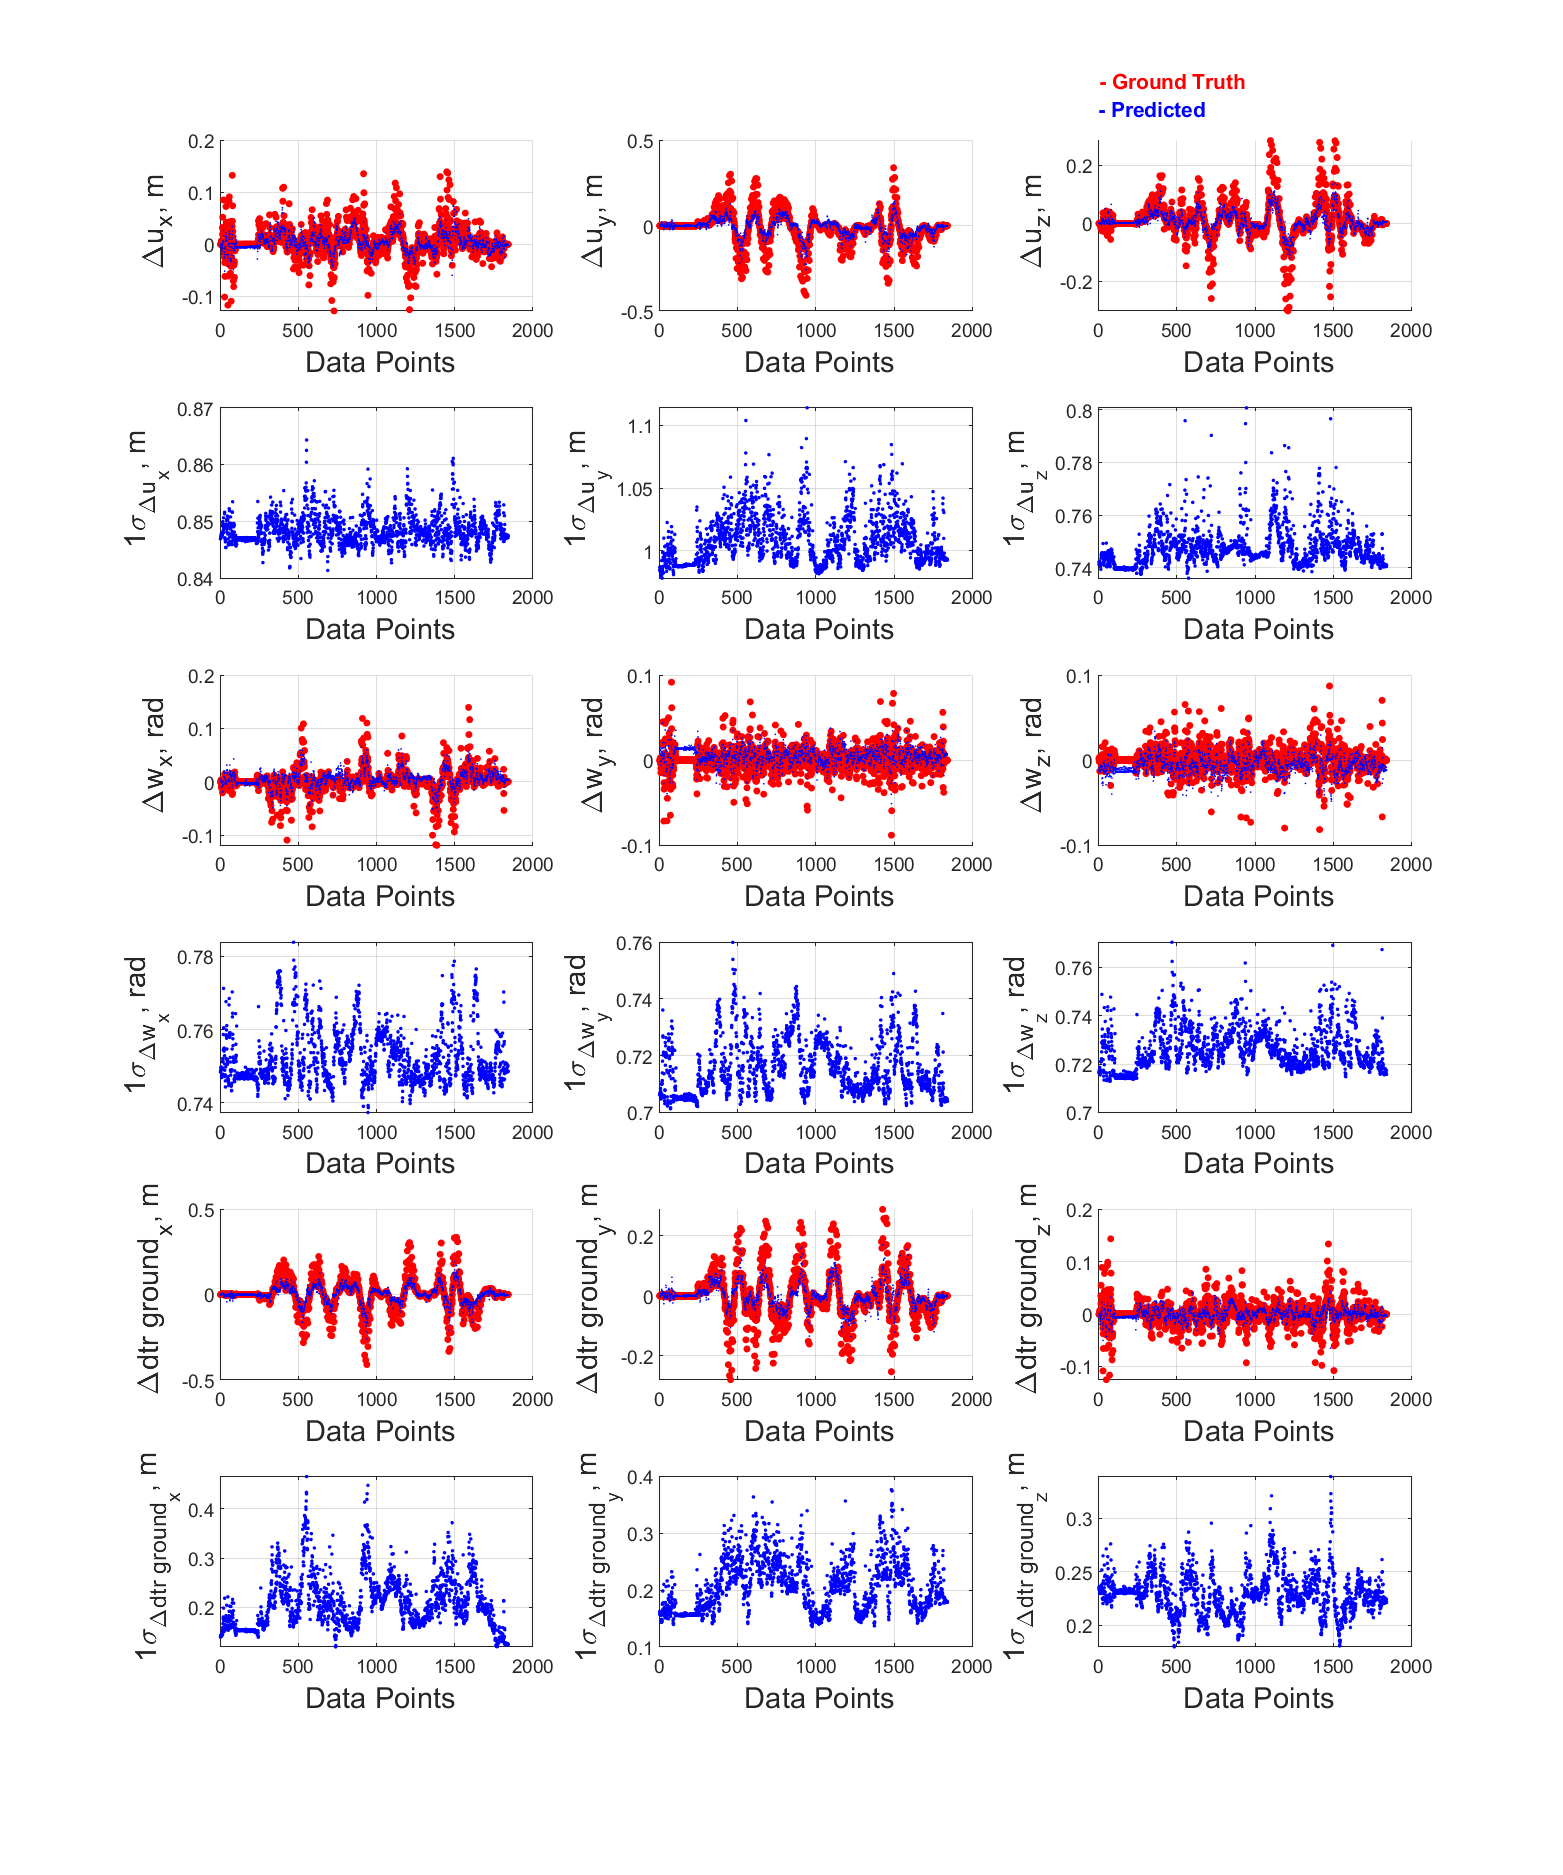 - Ground Truth
- Predicted
0.2
0.1
0
-0.1
Δu_x, m
0 500 1000 1500 2000
Data Points
0.5
0
-0.5
Δu_y, m
0 500 1000 1500 2000
Data Points
0.2
0
-0.2
Δu_z, m
0 500 1000 1500 2000
Data Points
0.87
0.86
0.85
0.84
1σ_Δu_x, m
0 500 1000 1500 2000
Data Points
1.1
1.05
1
1σ_Δu_y, m
0 500 1000 1500 2000
Data Points
0.8
0.78
0.76
0.74
1σ_Δu_z, m
0 500 1000 1500 2000
Data Points
0.2
0.1
0
-0.1
Δw_x, rad
0 500 1000 1500 2000
Data Points
0.1
0
-0.1
Δw_y, rad
0 500 1000 1500 2000
Data Points
0.1
0
-0.1
Δw_z, rad
0 500 1000 1500 2000
Data Points
0.78
0.76
0.74
1σ_Δw_x, rad
0 500 1000 1500 2000
Data Points
0.76
0.74
0.72
0.7
1σ_Δw_y, rad
0 500 1000 1500 2000
Data Points
0.76
0.74
0.72
0.7
1σ_Δw_z, rad
0 500 1000 1500 2000
Data Points
0.5
0
-0.5
Δdtr ground_x, m
0 500 1000 1500 2000
Data Points
0.2
0
-0.2
Δdtr ground_y, m
0 500 1000 1500 2000
Data Points
0.2
0.1
0
-0.1
Δdtr ground_z, m
0 500 1000 1500 2000
Data Points
0.4
0.3
0.2
1σ_Δdtr ground_x, m
0 500 1000 1500 2000
Data Points
0.4
0.3
0.2
0.1
1σ_Δdtr ground_y, m
0 500 1000 1500 2000
Data Points
0.3
0.25
0.2
1σ_Δdtr ground_z, m
0 500 1000 1500 2000
Data Points